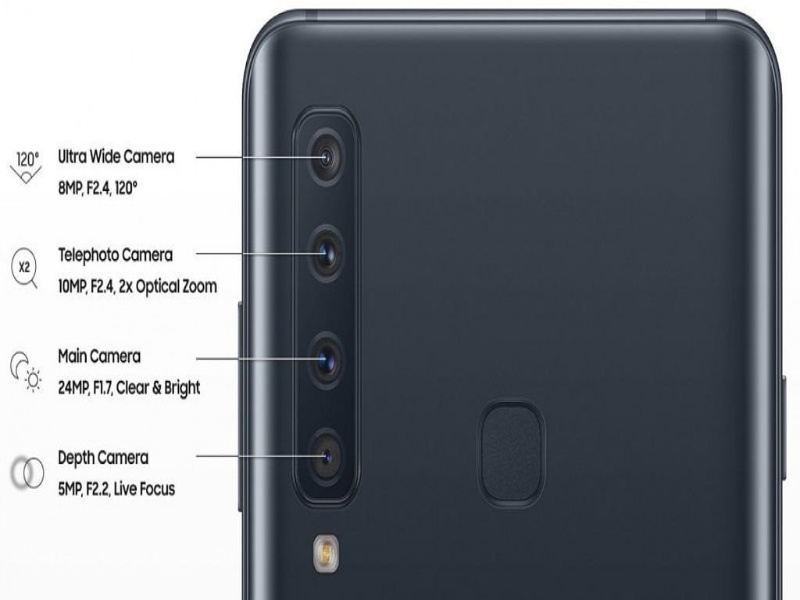 120°
Ultra Wide Camera
8MP, F2.4, 120°
X2
Telephoto Camera
10MP, F2.4, 2x Optical Zoom
Main Camera
24MP, F1.7, Clear & Bright
Depth Camera
5MP, F2.2, Live Focus